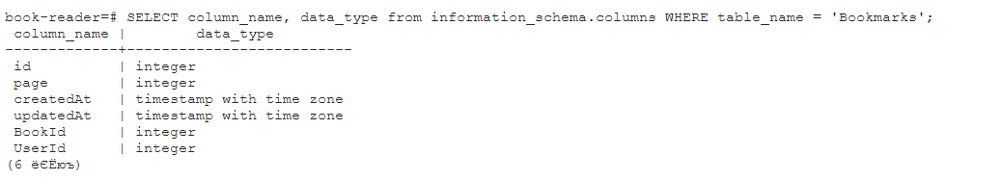 book-reader=# SELECT column_name, data_type from information_schema.columns WHERE table_name = 'Bookmarks';
column_name | data_type
-------------+--------------------------
id | integer
page | integer
createdAt | timestamp with time zone
updatedAt | timestamp with time zone
BookId | integer
UserId | integer
(6 ёЄЁюъ)